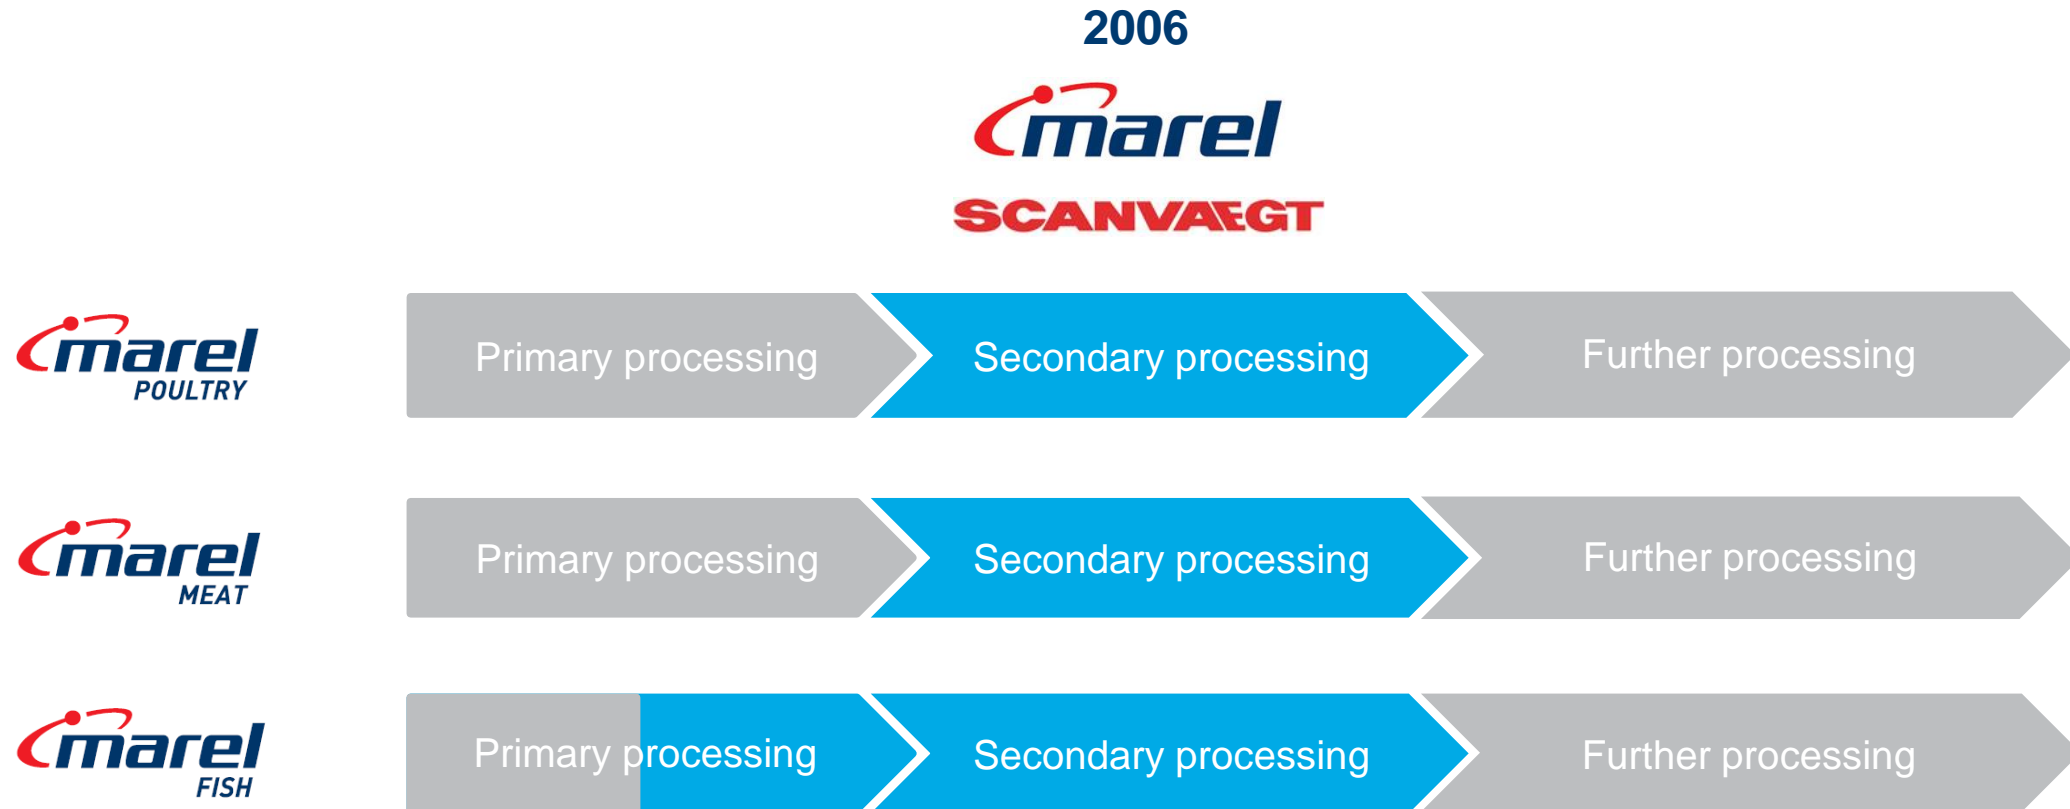 2006
marel
SCANVAEGT
marel
POULTRY
Primary processing
Secondary processing
Further processing
marel
MEAT
Primary processing
Secondary processing
Further processing
marel
FISH
Primary processing
Secondary processing
Further processing